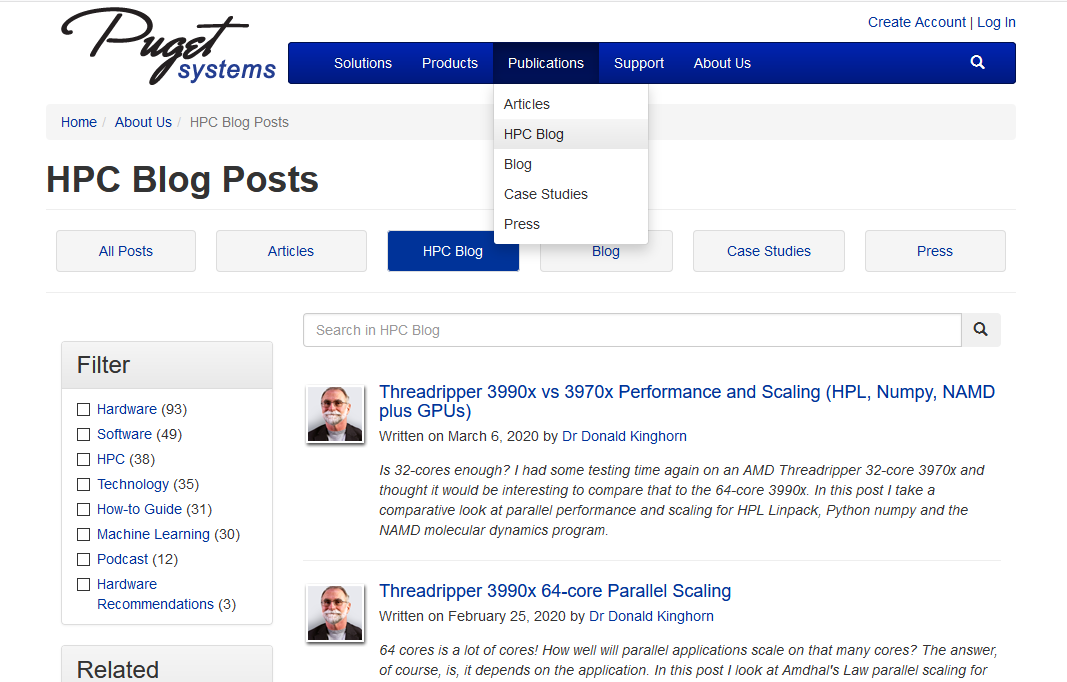 Puget
systems
Create Account | Log In
Solutions Products Publications Support About Us
Articles
HPC Blog
Blog
Case Studies
Press
Home / About Us / HPC Blog Posts
HPC Blog Posts
All Posts Articles HPC Blog Blog Case Studies Press
Search in HPC Blog
Filter
Hardware (93)
Software (49)
HPC (38)
Technology (35)
How-to Guide (31)
Machine Learning (30)
Podcast (12)
Hardware
Recommendations (3)
Related
Threadripper 3990x vs 3970x Performance and Scaling (HPL, Numpy, NAMD
plus GPUs)
Written on March 6, 2020 by Dr Donald Kinghorn
Is 32-cores enough? I had some testing time again on an AMD Threadripper 32-core 3970x and
thought it would be interesting to compare that to the 64-core 3990x. In this post I take a
comparative look at parallel performance and scaling for HPL Linpack, Python numpy and the
NAMD molecular dynamics program.
Threadripper 3990x 64-core Parallel Scaling
Written on February 25, 2020 by Dr Donald Kinghorn
64 cores is a lot of cores! How well will parallel applications scale on that many cores? The answer,
of course, is, it depends on the application. In this post I look at Amdhal's Law parallel scaling for